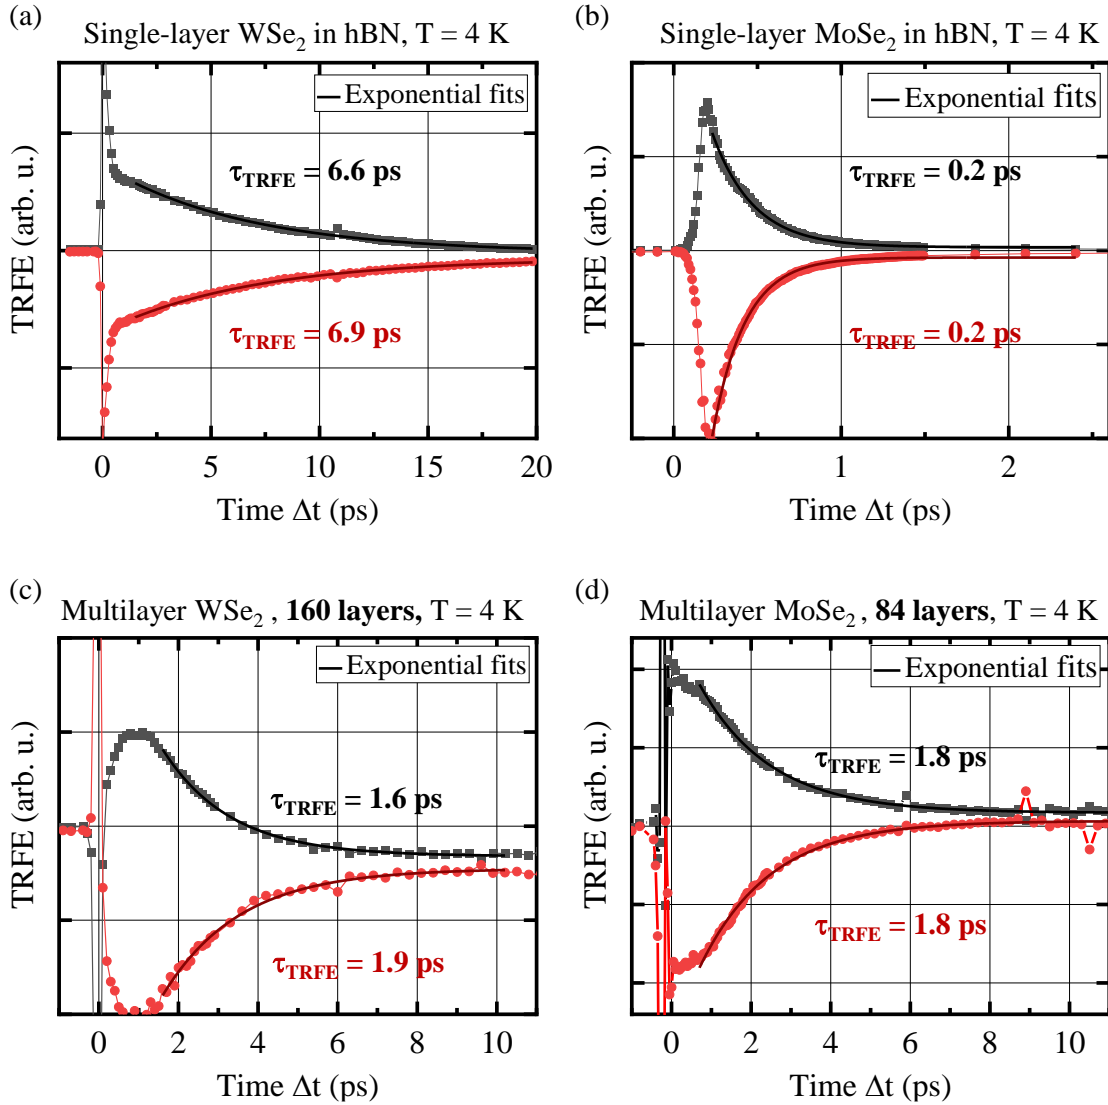 (a)
Single-layer WSe₂ in hBN, T = 4 K
Exponential fits
τTRFE = 6.6 ps
τTRFE = 6.9 ps
TRFE (arb. u.)
0 5 10 15 20
Time Δt (ps)
(b)
Single-layer MoSe₂ in hBN, T = 4 K
Exponential fits
τTRFE = 0.2 ps
τTRFE = 0.2 ps
TRFE (arb. u.)
0 1 2
Time Δt (ps)
(c)
Multilayer WSe₂ , 160 layers, T = 4 K
Exponential fits
τTRFE = 1.6 ps
τTRFE = 1.9 ps
TRFE (arb. u.)
0 2 4 6 8 10
Time Δt (ps)
(d)
Multilayer MoSe₂ , 84 layers, T = 4 K
Exponential fits
τTRFE = 1.8 ps
τTRFE = 1.8 ps
TRFE (arb. u.)
0 2 4 6 8 10
Time Δt (ps)